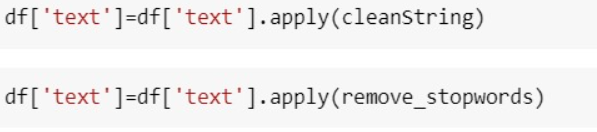 df['text']=df['text'].apply(cleanString)
df['text']=df['text'].apply(remove_stopwords)